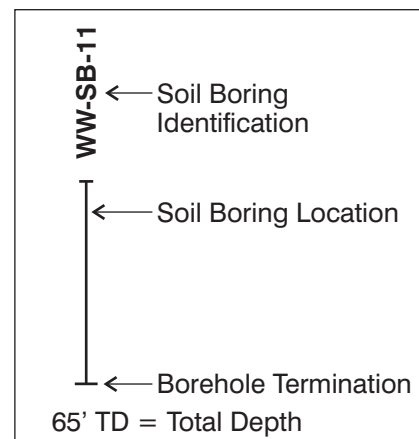 WW-SB-11
Soil Boring
Identification
Soil Boring Location
Borehole Termination
65' TD = Total Depth